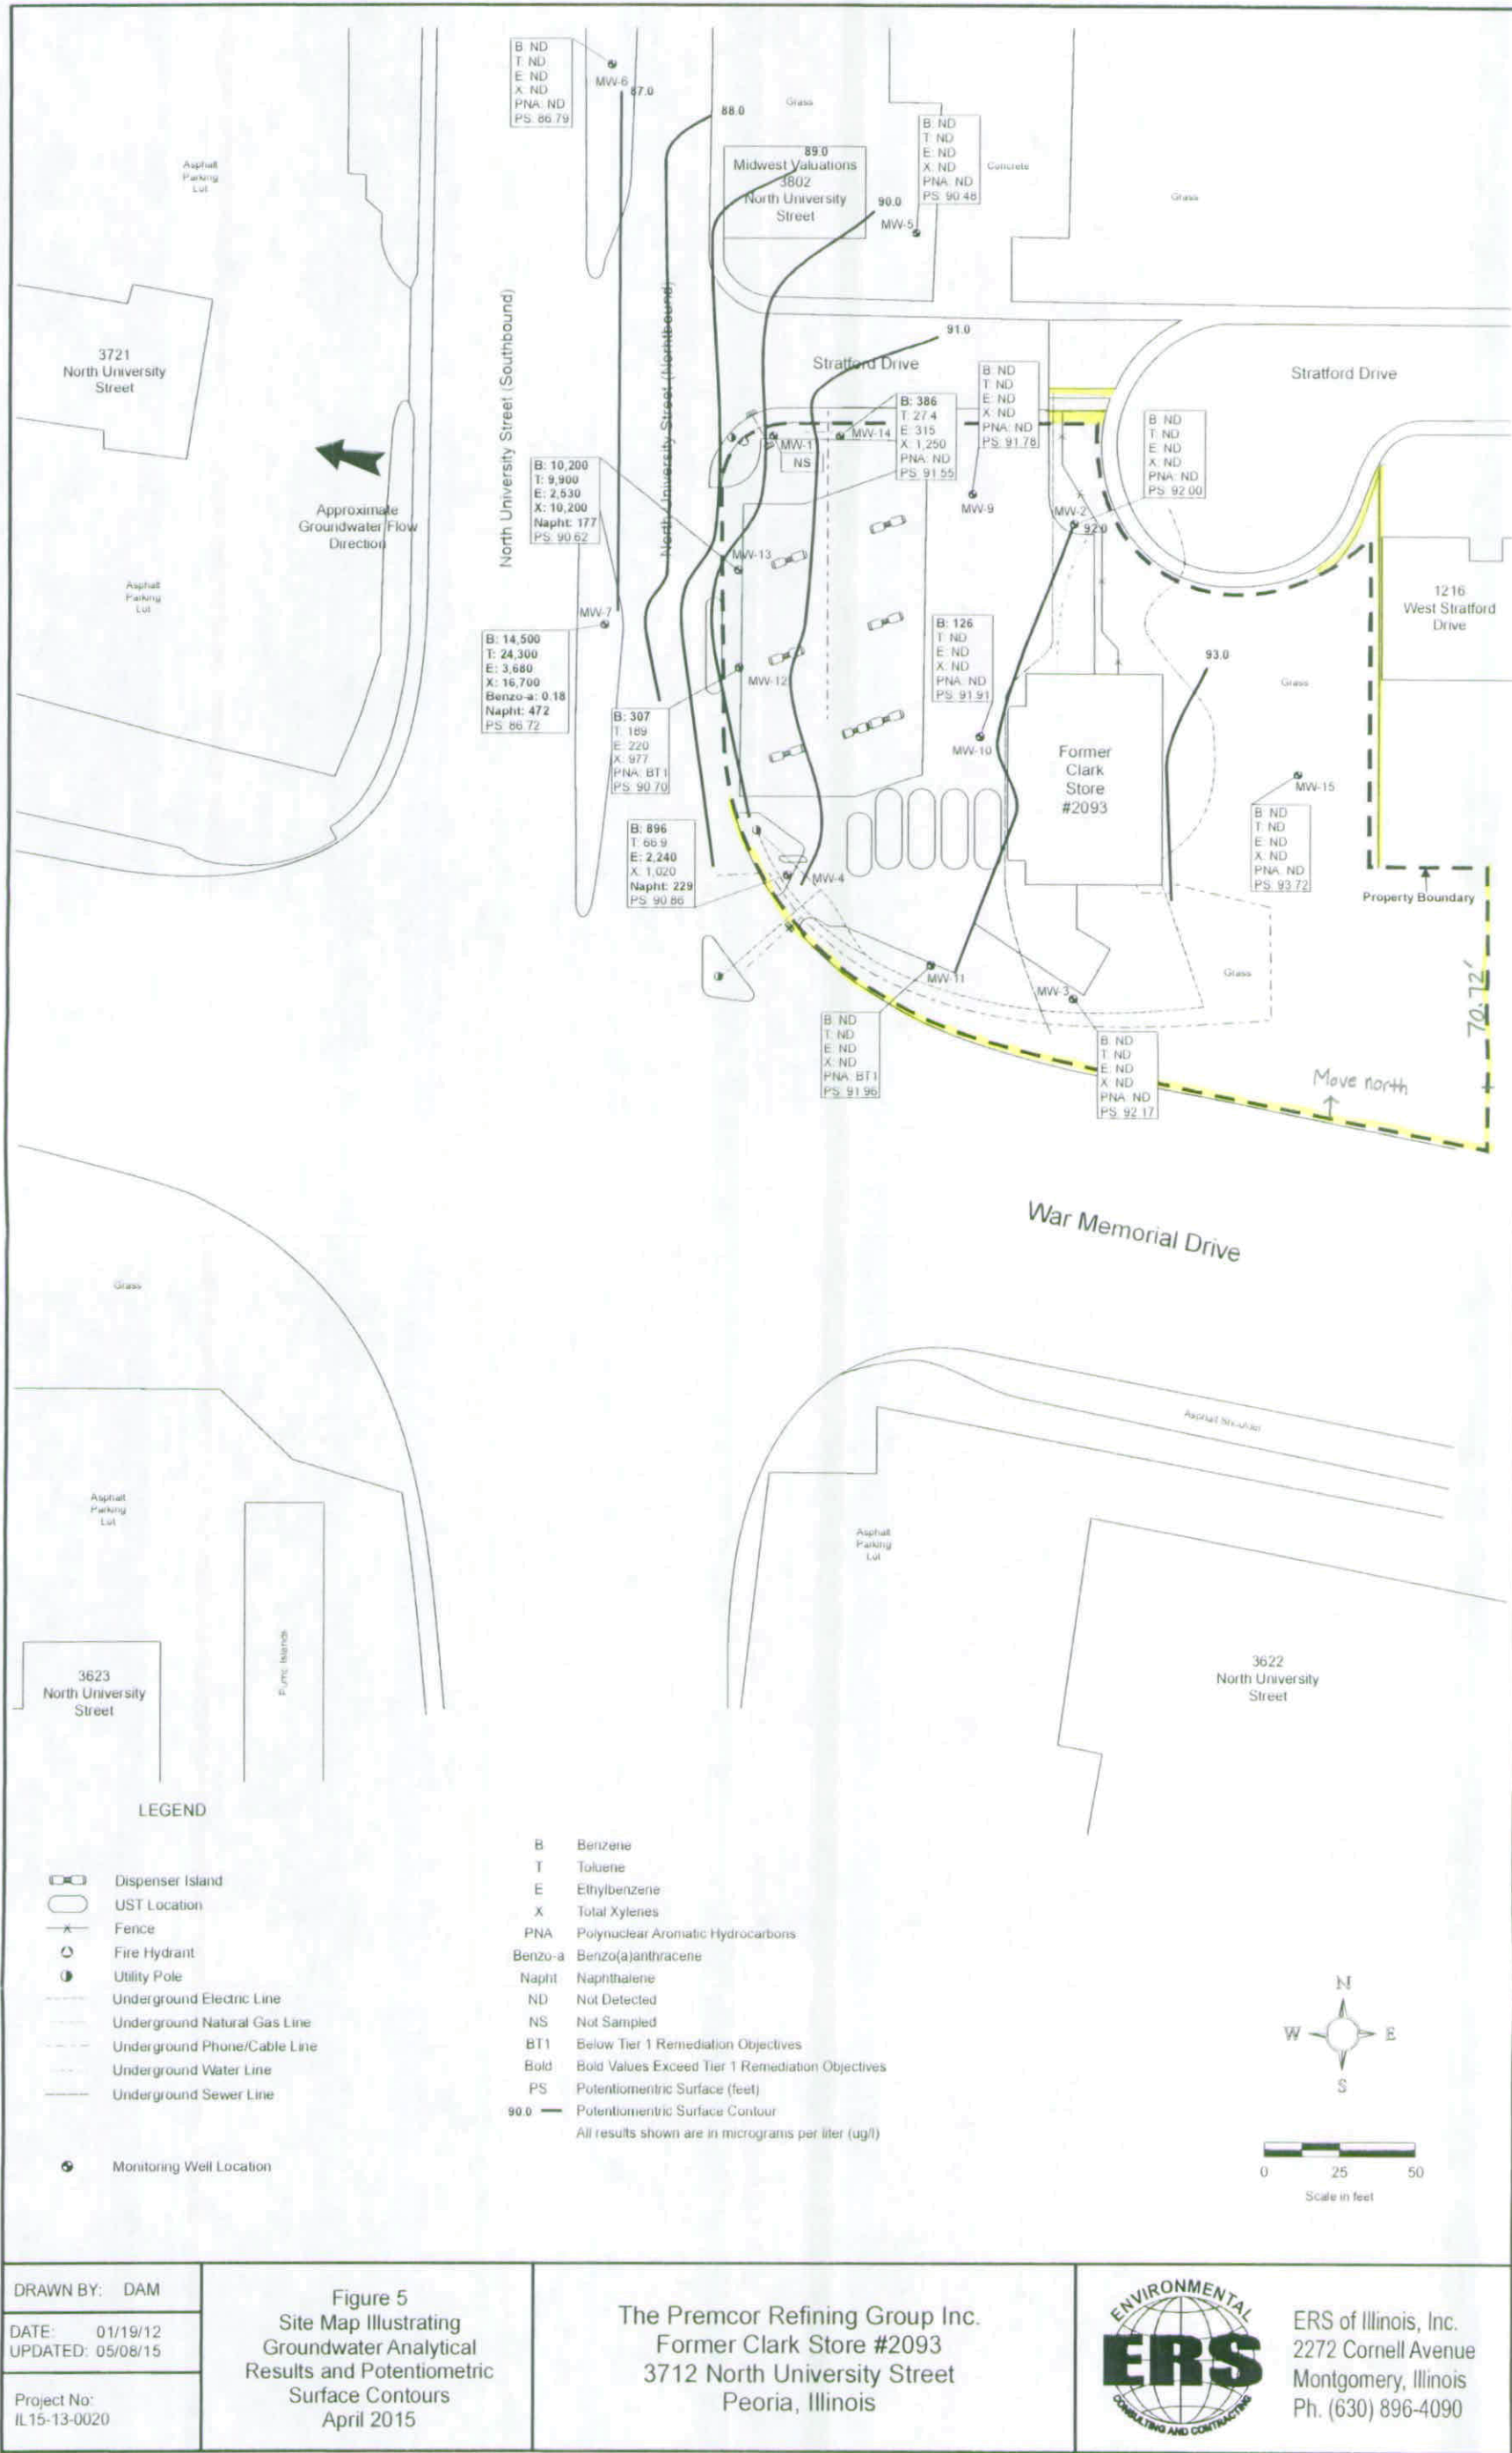 B: ND
T: ND
E: ND
X: ND
PNA: ND
PS: 86.79
MW-6
87.0
88.0
Grass
89.0
Midwest Valuations
3802
North University
Street
90.0
B: ND
T: ND
E: ND
X: ND
PNA: ND
PS: 90.48
MW-5
Concrete
Grass
Asphalt
Parking
Lot
3721
North University
Street
Approximate
Groundwater Flow
Direction
Asphalt
Parking
Lot
North University Street (Southbound)
North University Street (Northbound)
91.0
Stratford Drive
Stratford Drive
B: 386
T: 27.4
E: 315
X: 1,250
PNA: ND
PS: 91.55
MW-14
MW-1
NS
B: ND
T: ND
E: ND
X: ND
PNA: ND
PS: 91.78
MW-9
B: ND
T: ND
E: ND
X: ND
PNA: ND
PS: 92.00
MW-2
92.0
B: 10,200
T: 9,900
E: 2,530
X: 10,200
Napht: 177
PS: 90.62
MW-13
MW-7
B: 14,500
T: 24,300
E: 3,680
X: 16,700
Benzo-a: 0.18
Napht: 472
PS: 86.72
MW-12
B: 307
T: 189
E: 220
X: 977
PNA: BT1
PS: 90.70
B: 126
T: ND
E: ND
X: ND
PNA: ND
PS: 91.91
MW-10
Former
Clark
Store
#2093
93.0
Grass
1216
West Stratford
Drive
MW-15
B: ND
T: ND
E: ND
X: ND
PNA: ND
PS: 93.72
Property Boundary
B: 896
T: 66.9
E: 2,240
X: 1,020
Napht: 229
PS: 90.86
MW-4
MW-11
MW-3
Grass
70.72'
B: ND
T: ND
E: ND
X: ND
PNA: BT1
PS: 91.96
B: ND
T: ND
E: ND
X: ND
PNA: ND
PS: 92.17
Move north
War Memorial Drive
Grass
Asphalt Shoulder
Asphalt
Parking
Lot
Asphalt
Parking
Lot
Pump Islands
3623
North University
Street
3622
North University
Street
LEGEND
Dispenser Island
UST Location
Fence
Fire Hydrant
Utility Pole
Underground Electric Line
Underground Natural Gas Line
Underground Phone/Cable Line
Underground Water Line
Underground Sewer Line
Monitoring Well Location
B Benzene
T Toluene
E Ethylbenzene
X Total Xylenes
PNA Polynuclear Aromatic Hydrocarbons
Benzo-a Benzo(a)anthracene
Napht Naphthalene
ND Not Detected
NS Not Sampled
BT1 Below Tier 1 Remediation Objectives
Bold Bold Values Exceed Tier 1 Remediation Objectives
PS Potentiomentric Surface (feet)
90.0 Potentiomentric Surface Contour
All results shown are in micrograms per liter (ug/l)
N
W E
S
0 25 50
Scale in feet
DRAWN BY: DAM
DATE: 01/19/12
UPDATED: 05/08/15
Project No:
IL15-13-0020
Figure 5
Site Map Illustrating
Groundwater Analytical
Results and Potentiometric
Surface Contours
April 2015
The Premcor Refining Group Inc.
Former Clark Store #2093
3712 North University Street
Peoria, Illinois
ENVIRONMENTAL
ERS
CONSULTING AND CONTRACTING
ERS of Illinois, Inc.
2272 Cornell Avenue
Montgomery, Illinois
Ph. (630) 896-4090